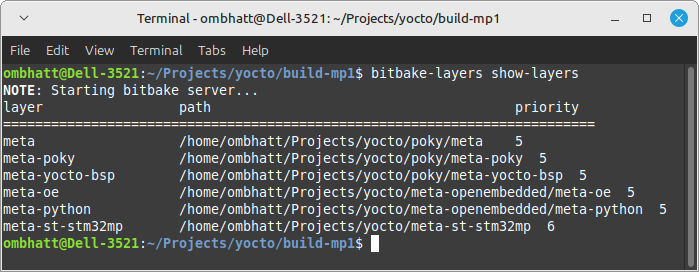 Terminal - ombhatt@Dell-3521: ~/Projects/yocto/build-mp1
File Edit View Terminal Tabs Help
ombhatt@Dell-3521:~/Projects/yocto/build-mp1$ bitbake-layers show-layers
NOTE: Starting bitbake server...
layer                 path                                      priority
==========================================================================
meta                  /home/ombhatt/Projects/yocto/poky/meta    5
meta-poky             /home/ombhatt/Projects/yocto/poky/meta-poky  5
meta-yocto-bsp        /home/ombhatt/Projects/yocto/poky/meta-yocto-bsp  5
meta-oe               /home/ombhatt/Projects/yocto/meta-openembedded/meta-oe  5
meta-python           /home/ombhatt/Projects/yocto/meta-openembedded/meta-python  5
meta-st-stm32mp       /home/ombhatt/Projects/yocto/meta-st-stm32mp  6
ombhatt@Dell-3521:~/Projects/yocto/build-mp1$